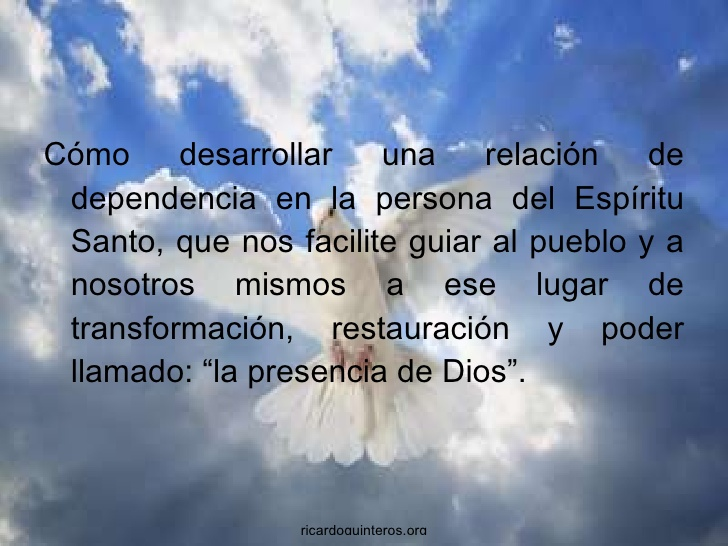 Cómo desarrollar una relación de
dependencia en la persona del Espíritu
Santo, que nos facilite guiar al pueblo y a
nosotros mismos a ese lugar de
transformación, restauración y poder
llamado: “la presencia de Dios”.
ricardoquinteros.org